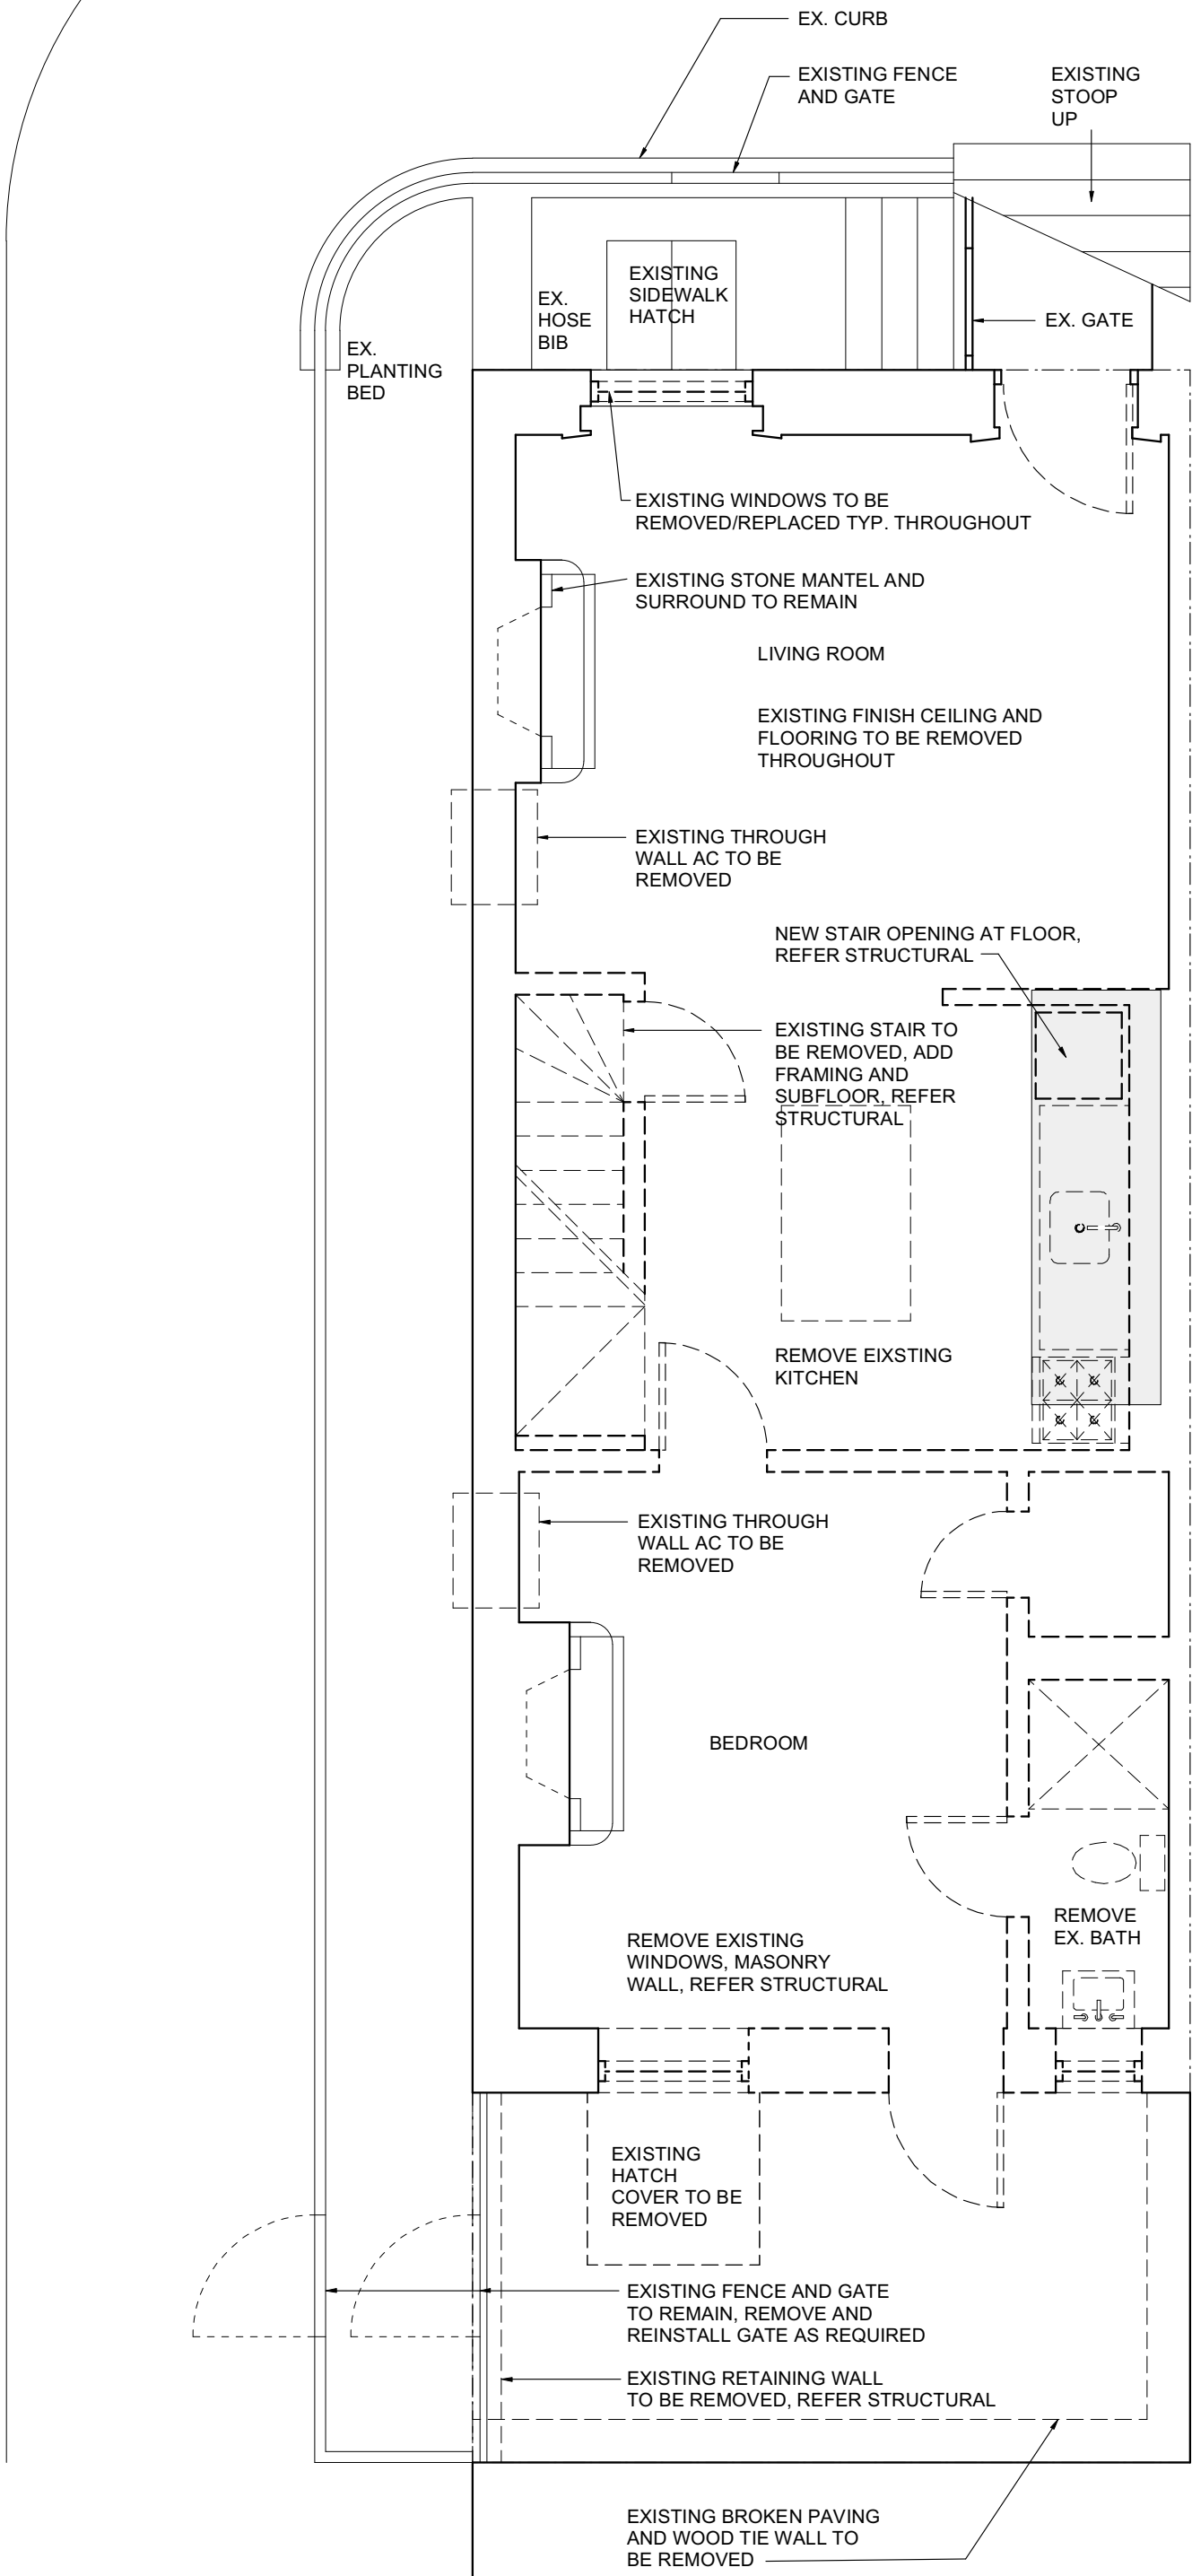 EX. CURB
EXISTING FENCE
AND GATE
EXISTING
STOOP
UP
EXISTING
SIDEWALK
HATCH
EX.
HOSE
BIB
EX. GATE
EX.
PLANTING
BED
EXISTING WINDOWS TO BE
REMOVED/REPLACED TYP. THROUGHOUT
EXISTING STONE MANTEL AND
SURROUND TO REMAIN
LIVING ROOM
EXISTING FINISH CEILING AND
FLOORING TO BE REMOVED
THROUGHOUT
EXISTING THROUGH
WALL AC TO BE
REMOVED
NEW STAIR OPENING AT FLOOR,
REFER STRUCTURAL
EXISTING STAIR TO
BE REMOVED, ADD
FRAMING AND
SUBFLOOR, REFER
STRUCTURAL
REMOVE EIXSTING
KITCHEN
EXISTING THROUGH
WALL AC TO BE
REMOVED
BEDROOM
REMOVE
EX. BATH
REMOVE EXISTING
WINDOWS, MASONRY
WALL, REFER STRUCTURAL
EXISTING
HATCH
COVER TO BE
REMOVED
EXISTING FENCE AND GATE
TO REMAIN, REMOVE AND
REINSTALL GATE AS REQUIRED
EXISTING RETAINING WALL
TO BE REMOVED, REFER STRUCTURAL
EXISTING BROKEN PAVING
AND WOOD TIE WALL TO
BE REMOVED